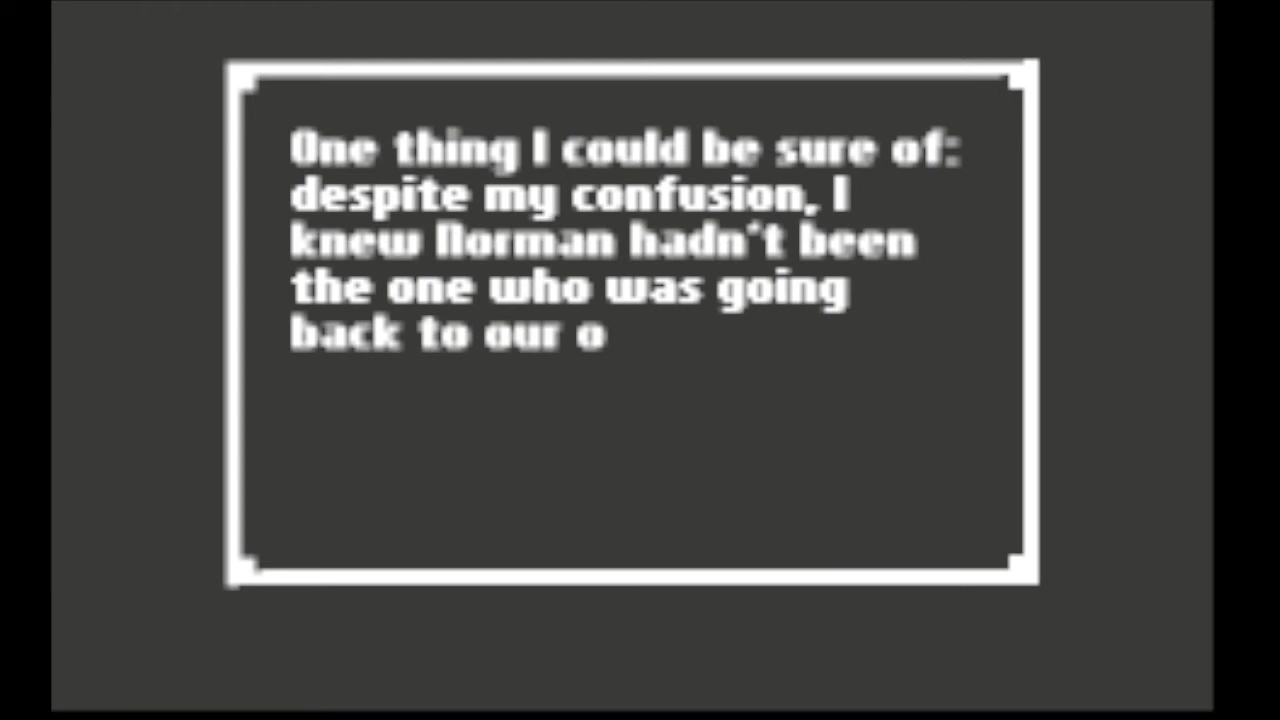 One thing I could be sure of:
despite my confusion, I
knew Norman hadn't been
the one who was going
back to our o